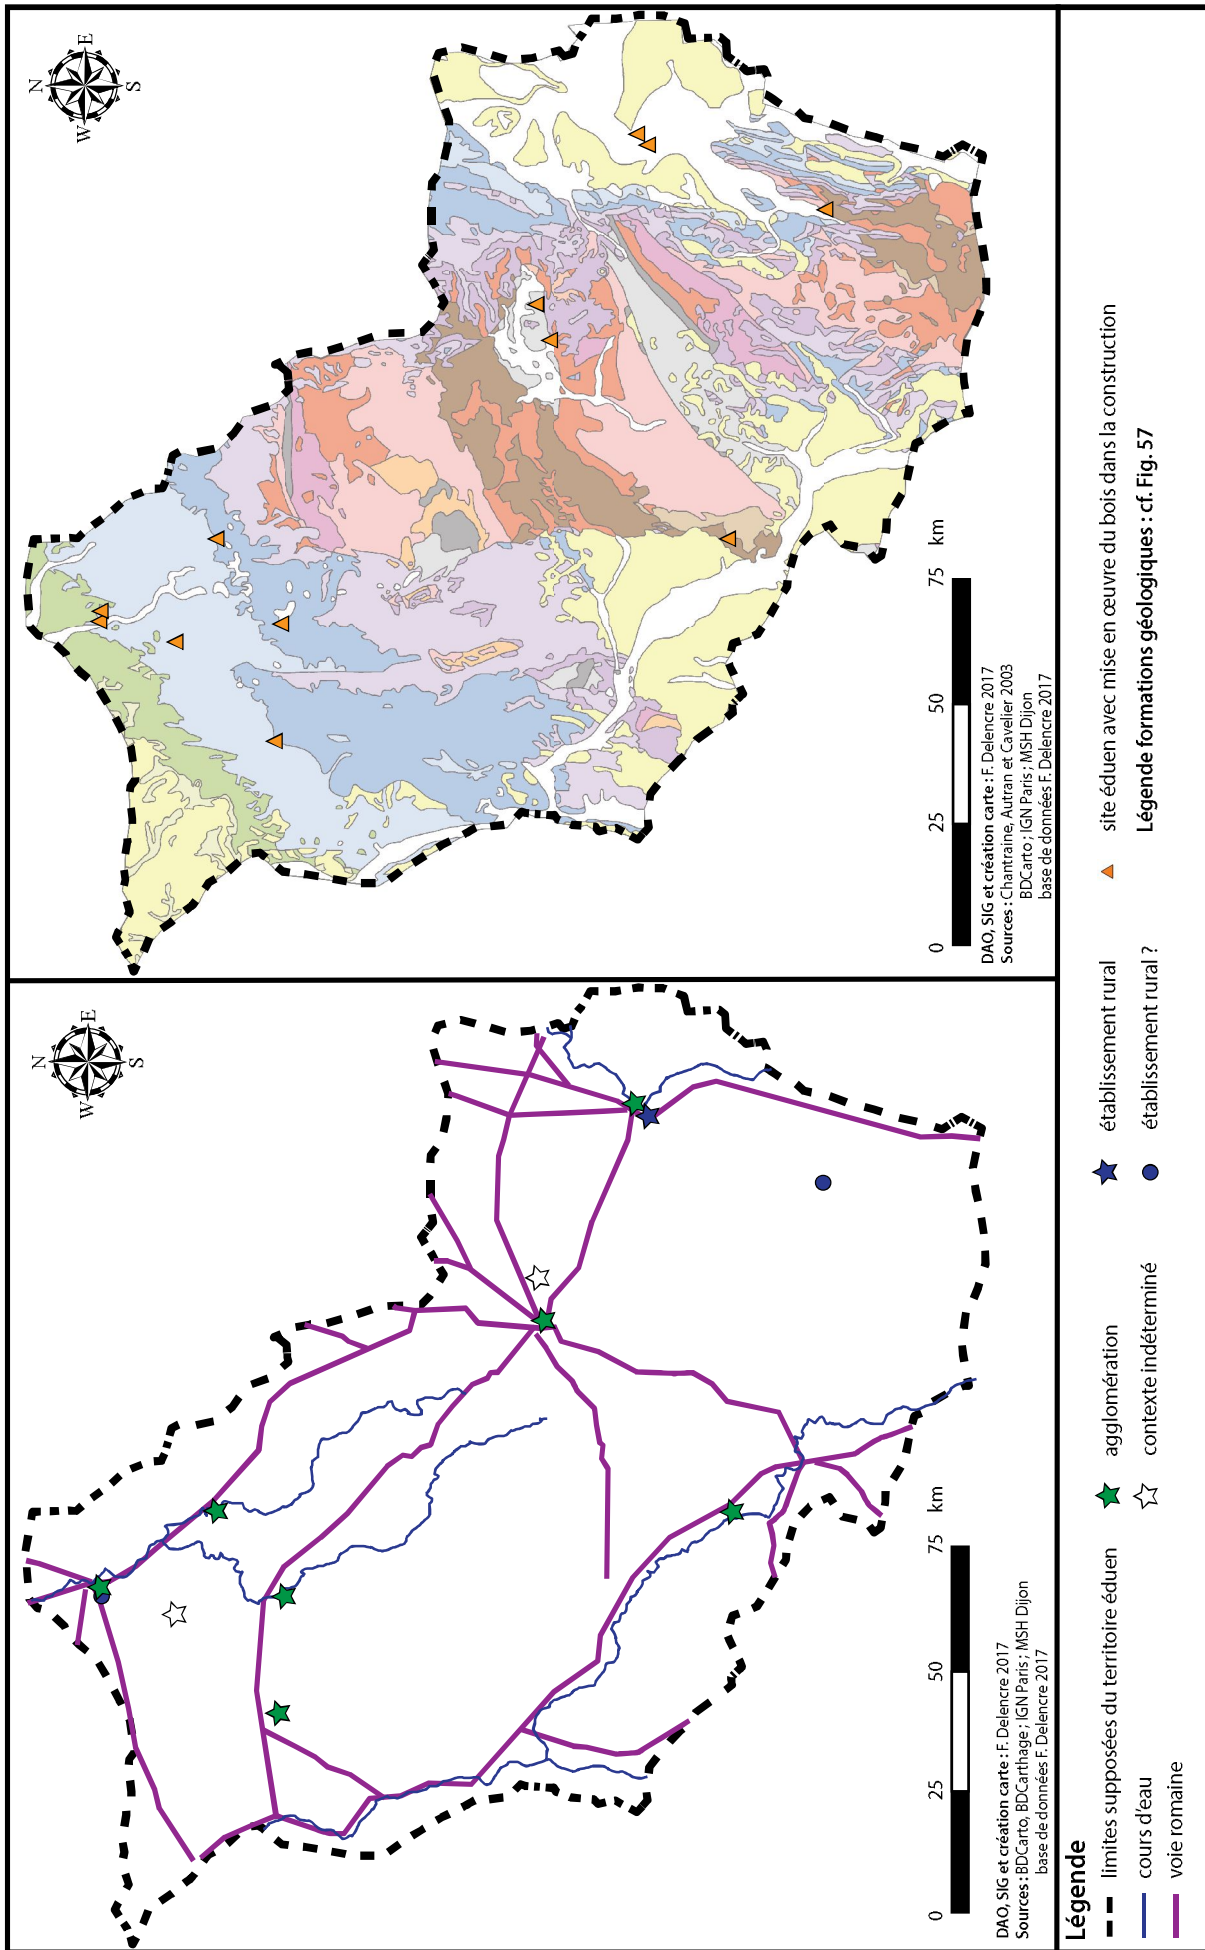 N
W
E
S
0
25
50
75
km
DAO, SIG et création carte : F. Delencre 2017
Sources : BDCarto, BDCarthage ; IGN Paris ; MSH Dijon
base de données F. Delencre 2017
N
W
E
S
0
25
50
75
km
DAO, SIG et création carte : F. Delencre 2017
Sources : Chantraine, Autran et Cavelier 2003
BDCarto ; IGN Paris ; MSH Dijon
base de données F. Delencre 2017
Légende
limites supposées du territoire éduen
cours d'eau
voie romaine
agglomération
contexte indéterminé
établissement rural
établissement rural ?
site éduen avec mise en œuvre du bois dans la construction
Légende formations géologiques : cf. Fig. 57